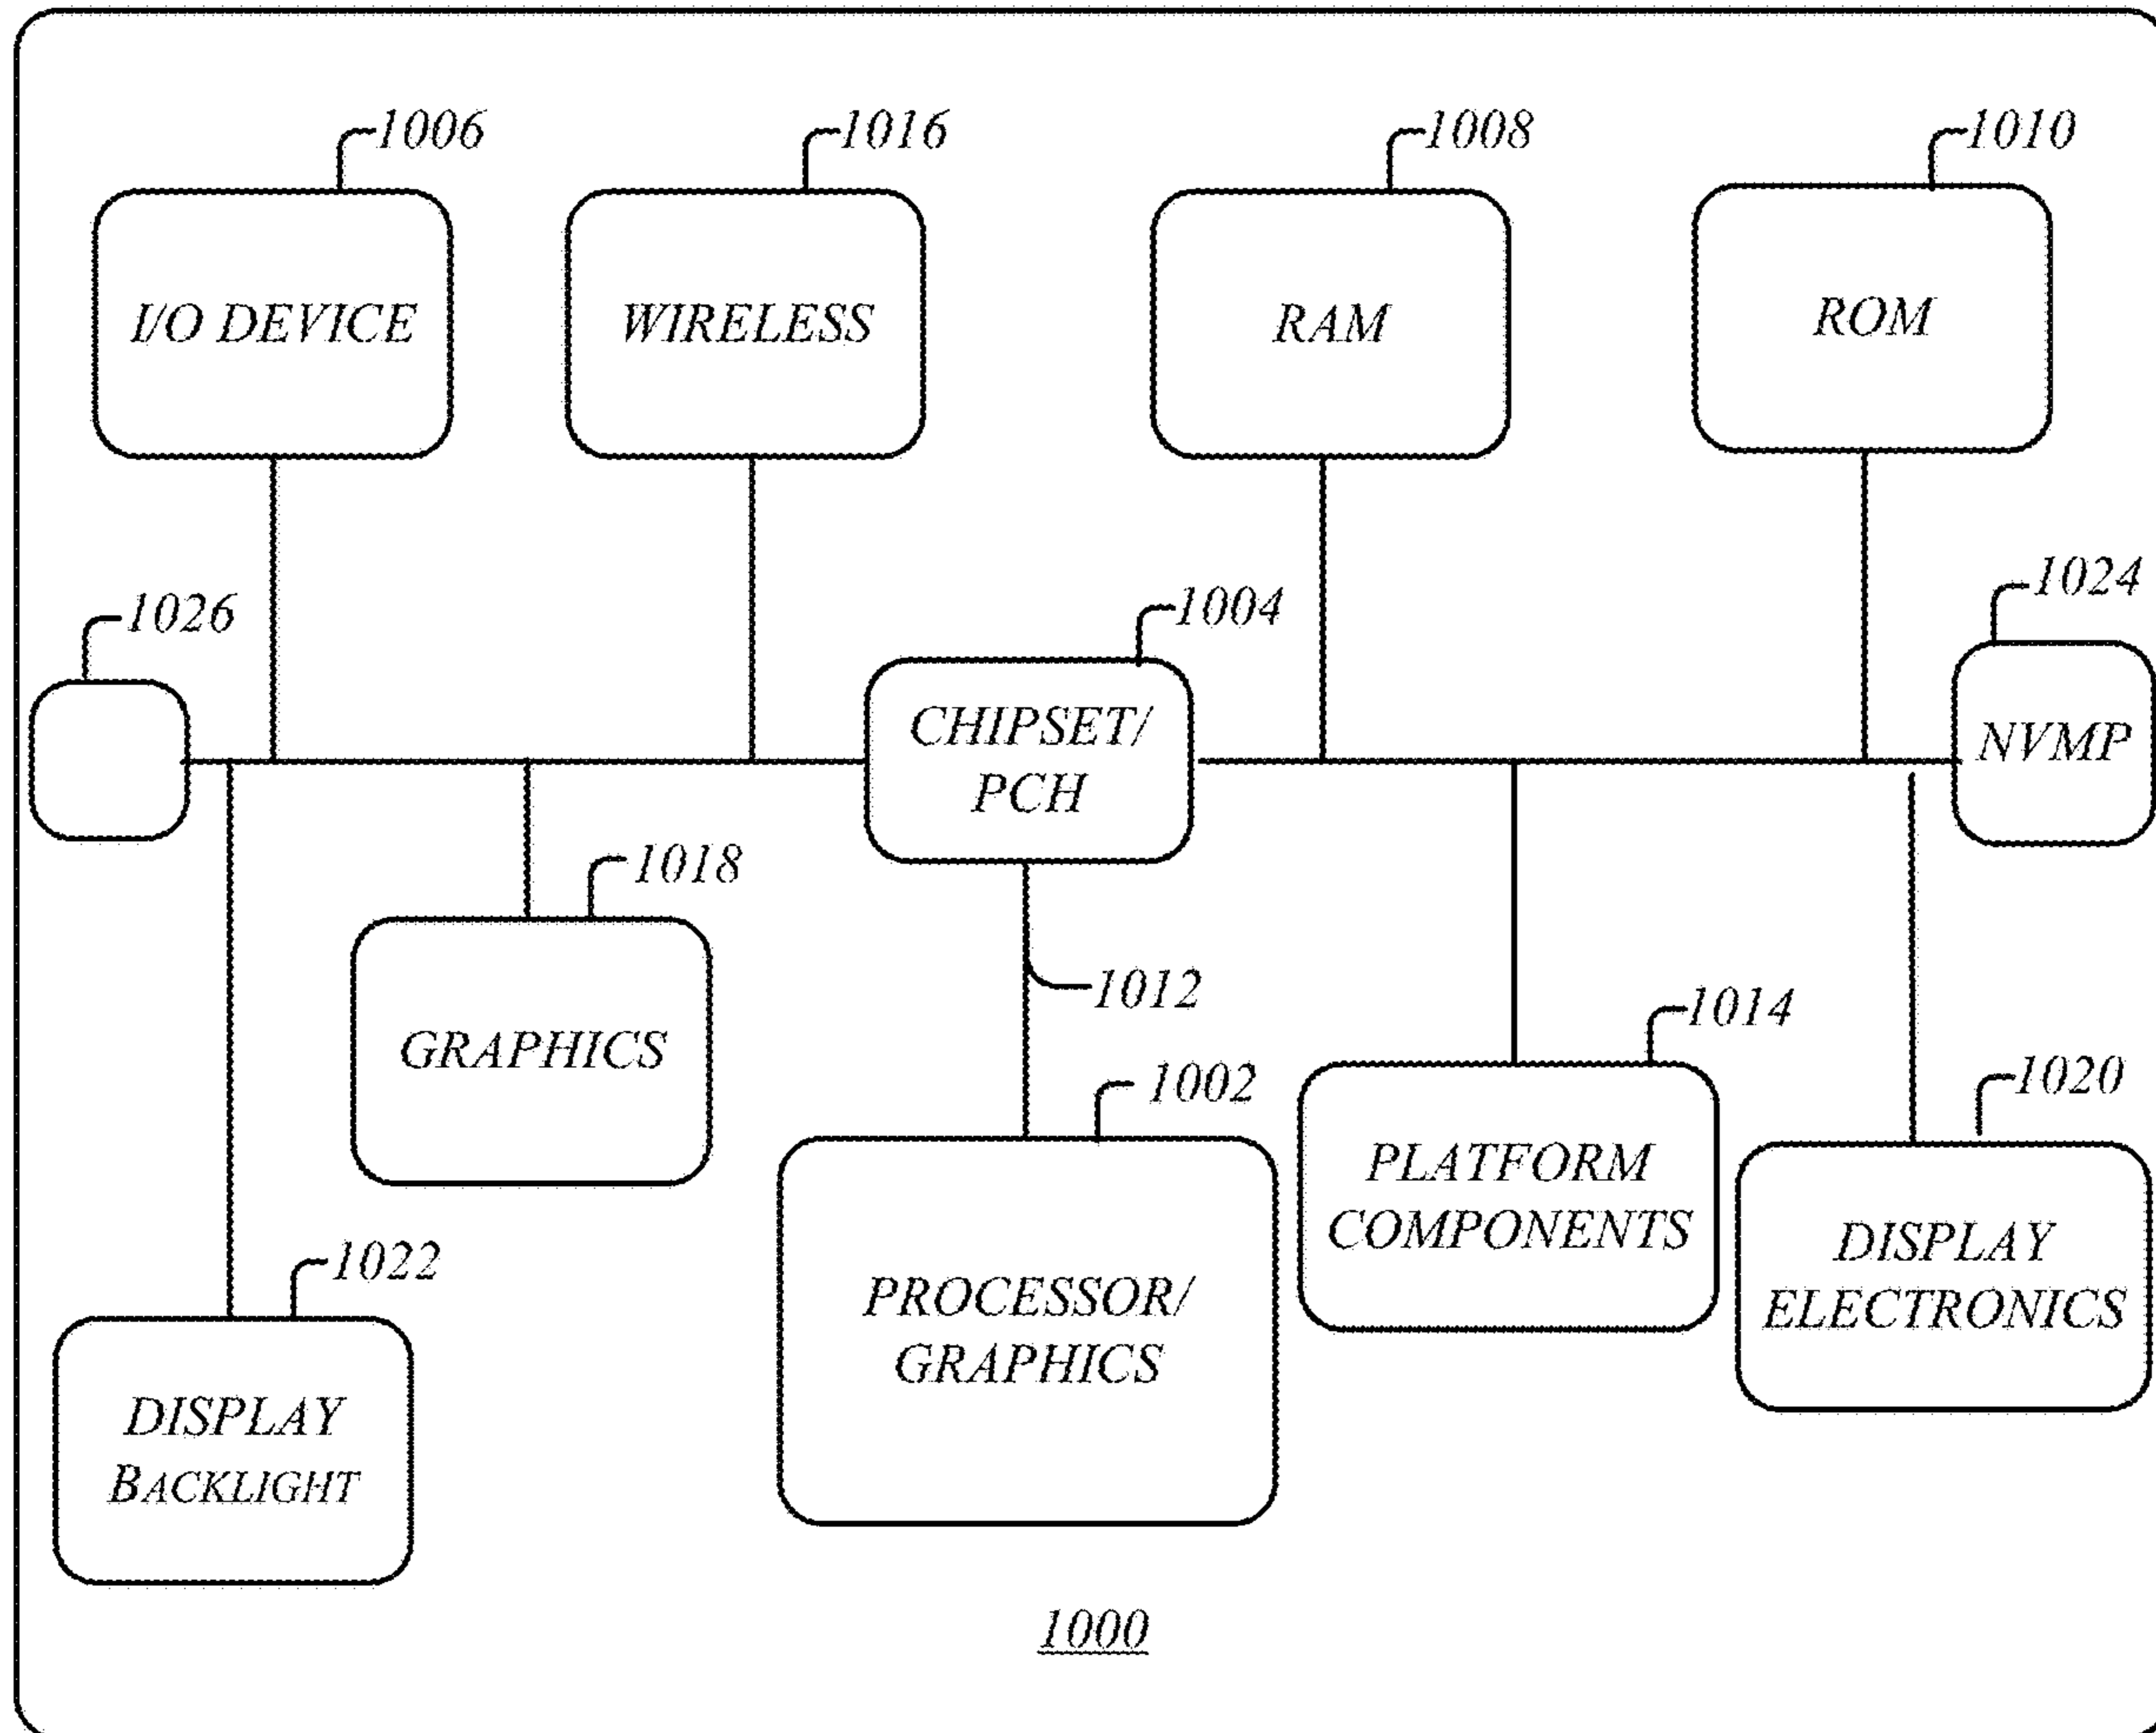 1006
1016
1008
1010
I/O DEVICE
WIRELESS
RAM
ROM
1026
1004
1024
CHIPSET/
PCH
NVMP
1018
1012
GRAPHICS
1014
1002
1020
PLATFORM
COMPONENTS
1022
PROCESSOR/
GRAPHICS
DISPLAY
ELECTRONICS
DISPLAY
BACKLIGHT
1000